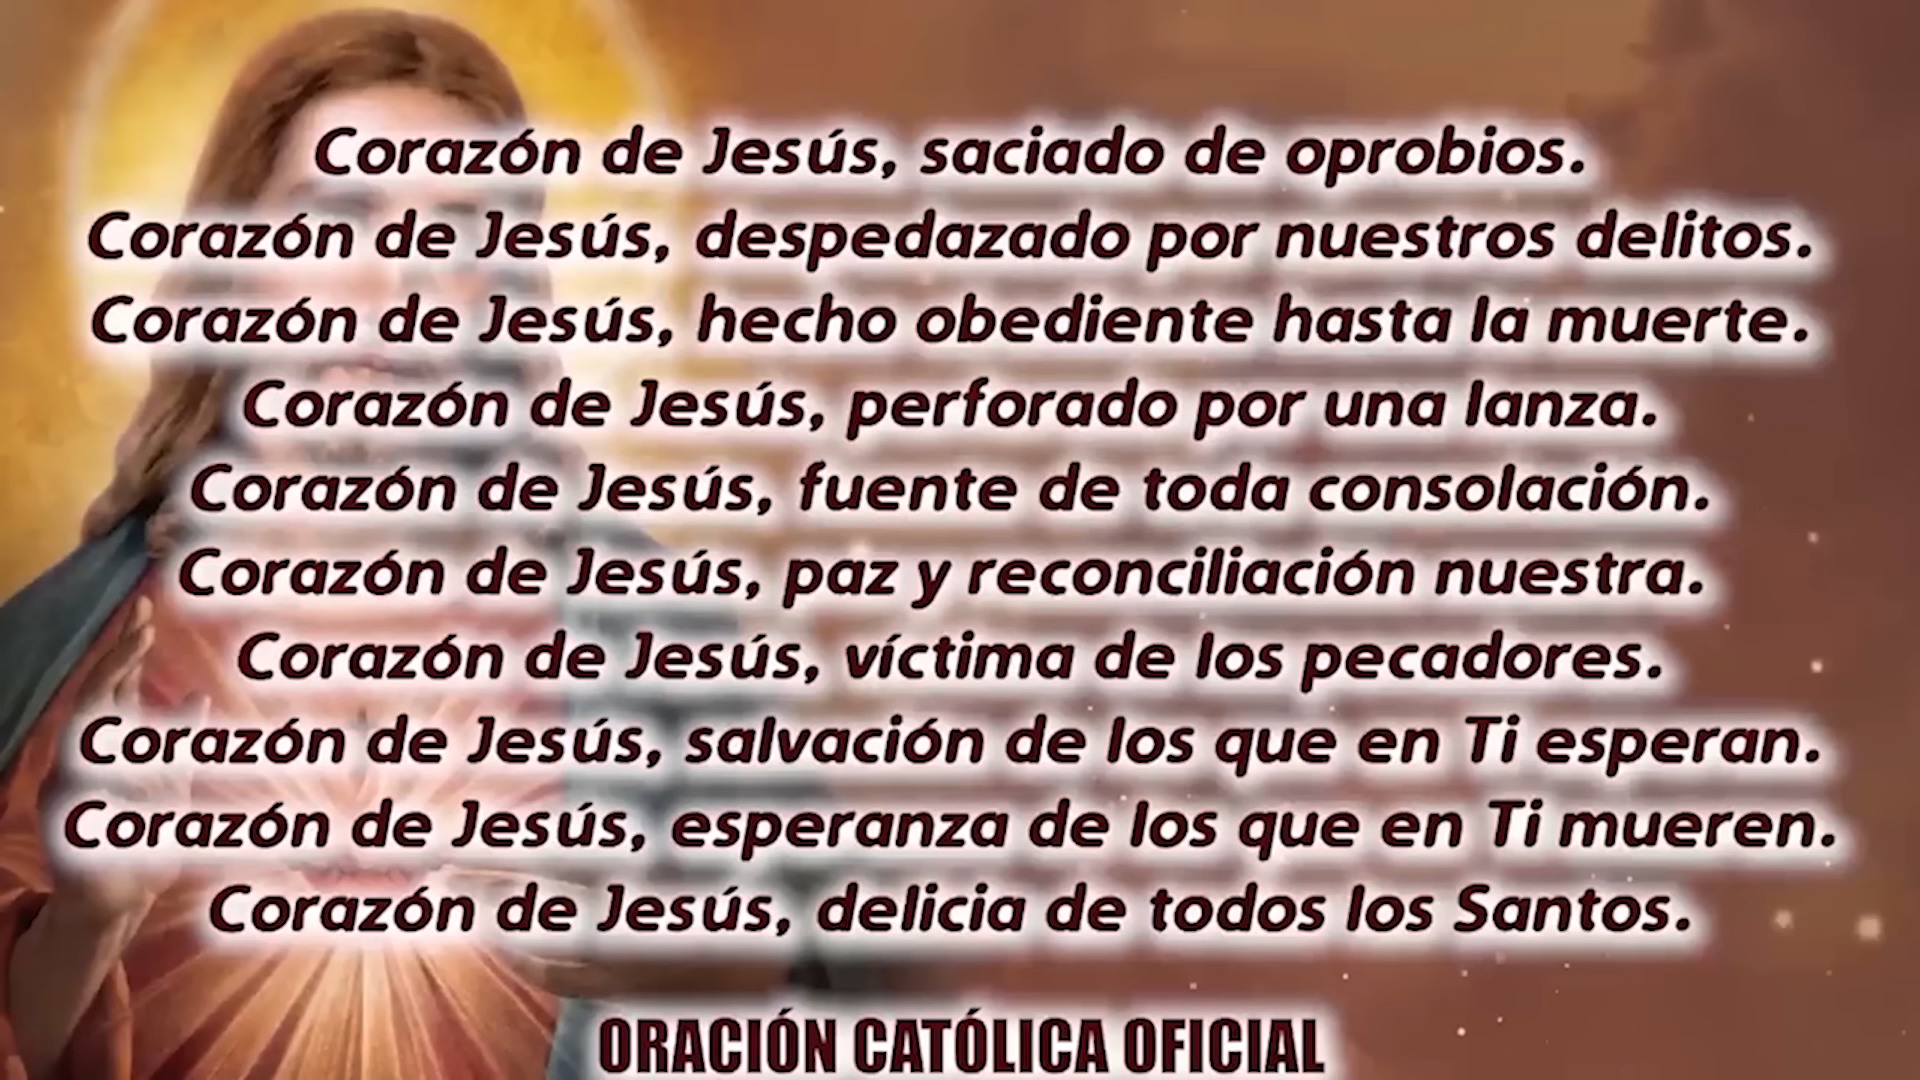 Corazón de Jesús, saciado de oprobios.
Corazón de Jesús, despedazado por nuestros delitos.
Corazón de Jesús, hecho obediente hasta la muerte.
Corazón de Jesús, perforado por una lanza.
Corazón de Jesús, fuente de toda consolación.
Corazón de Jesús, paz y reconciliación nuestra.
Corazón de Jesús, víctima de los pecadores.
Corazón de Jesús, salvación de los que en Ti esperan.
Corazón de Jesús, esperanza de los que en Ti mueren.
Corazón de Jesús, delicia de todos los Santos.
ORACIÓN CATÓLICA OFICIAL